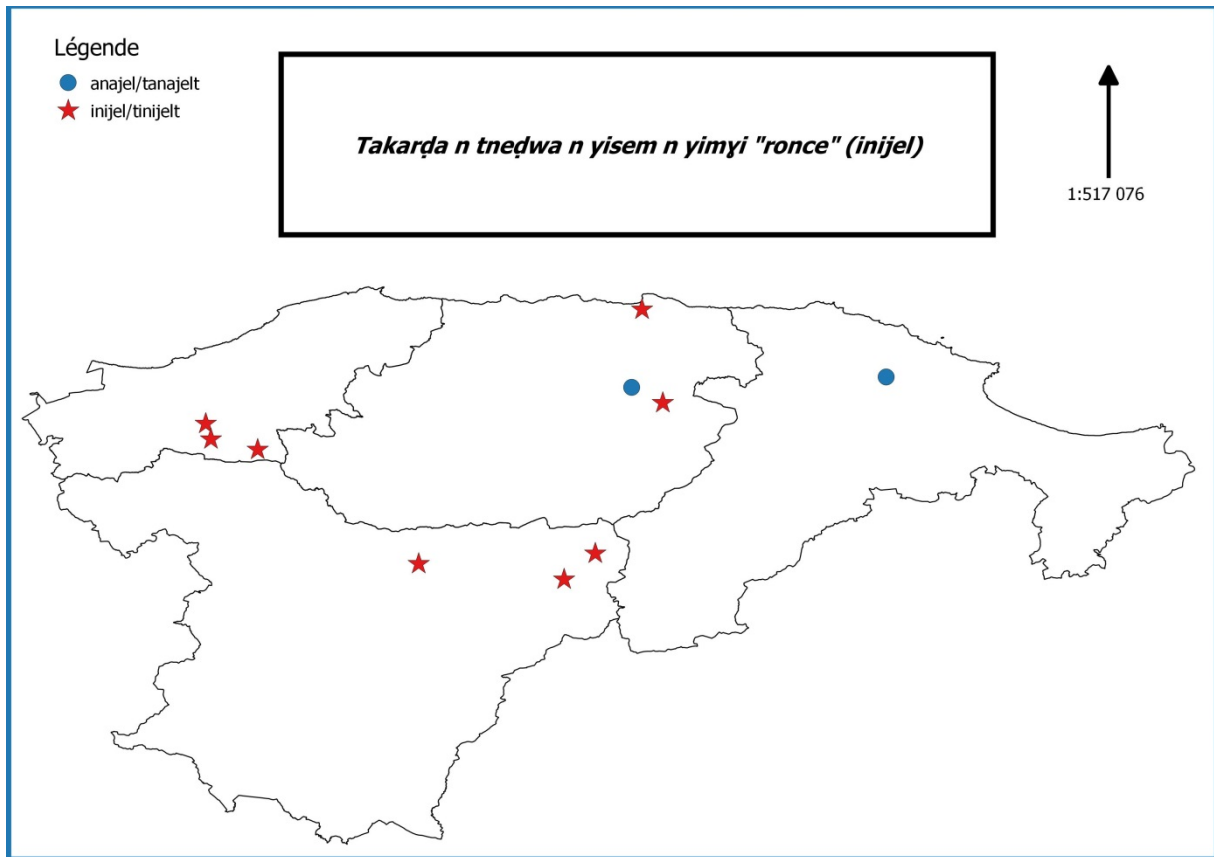 Légende
anajel/tanajelt
inijel/tinijelt
Takarḍa n tneḍwa n yisem n yimɣi "ronce" (inijel)
1:517 076